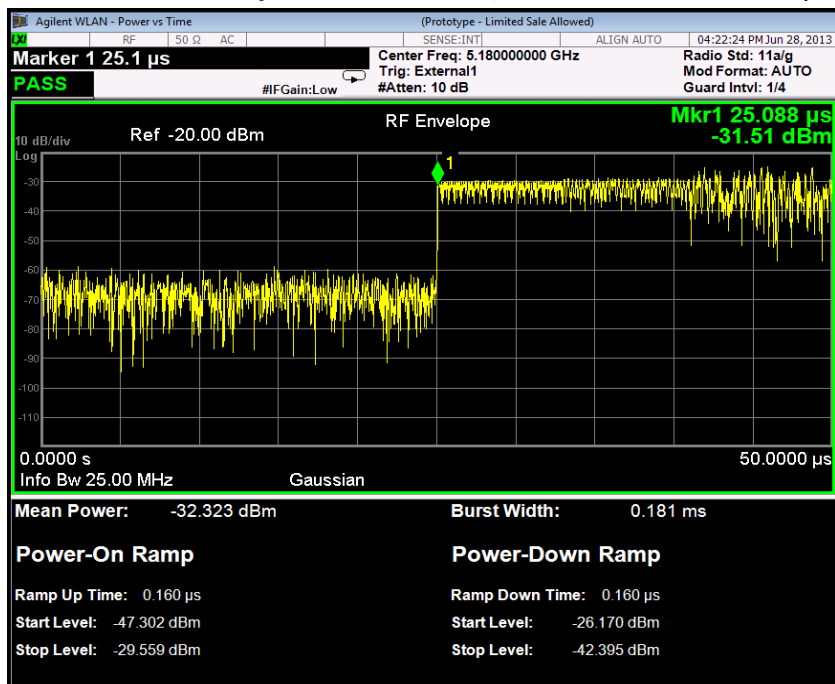 Agilent WLAN - Power vs Time (Prototype - Limited Sale Allowed)
LXI RF 50 Ω AC SENSE:INT ALIGN AUTO 04:22:24 PM Jun 28, 2013
Marker 1 25.1 µs
PASS
#IFGain:Low
Center Freq: 5.180000000 GHz
Trig: External1
#Atten: 10 dB
Radio Std: 11a/g
Mod Format: AUTO
Guard Intvl: 1/4
10 dB/div Ref -20.00 dBm RF Envelope Mkr1 25.088 µs
-31.51 dBm
Log
1
-30
-40
-50
-60
-70
-80
-90
-100
-110
0.0000 s 50.0000 µs
Info Bw 25.00 MHz Gaussian
Mean Power: -32.323 dBm Burst Width: 0.181 ms
Power-On Ramp Power-Down Ramp
Ramp Up Time: 0.160 µs Ramp Down Time: 0.160 µs
Start Level: -47.302 dBm Start Level: -26.170 dBm
Stop Level: -29.559 dBm Stop Level: -42.395 dBm